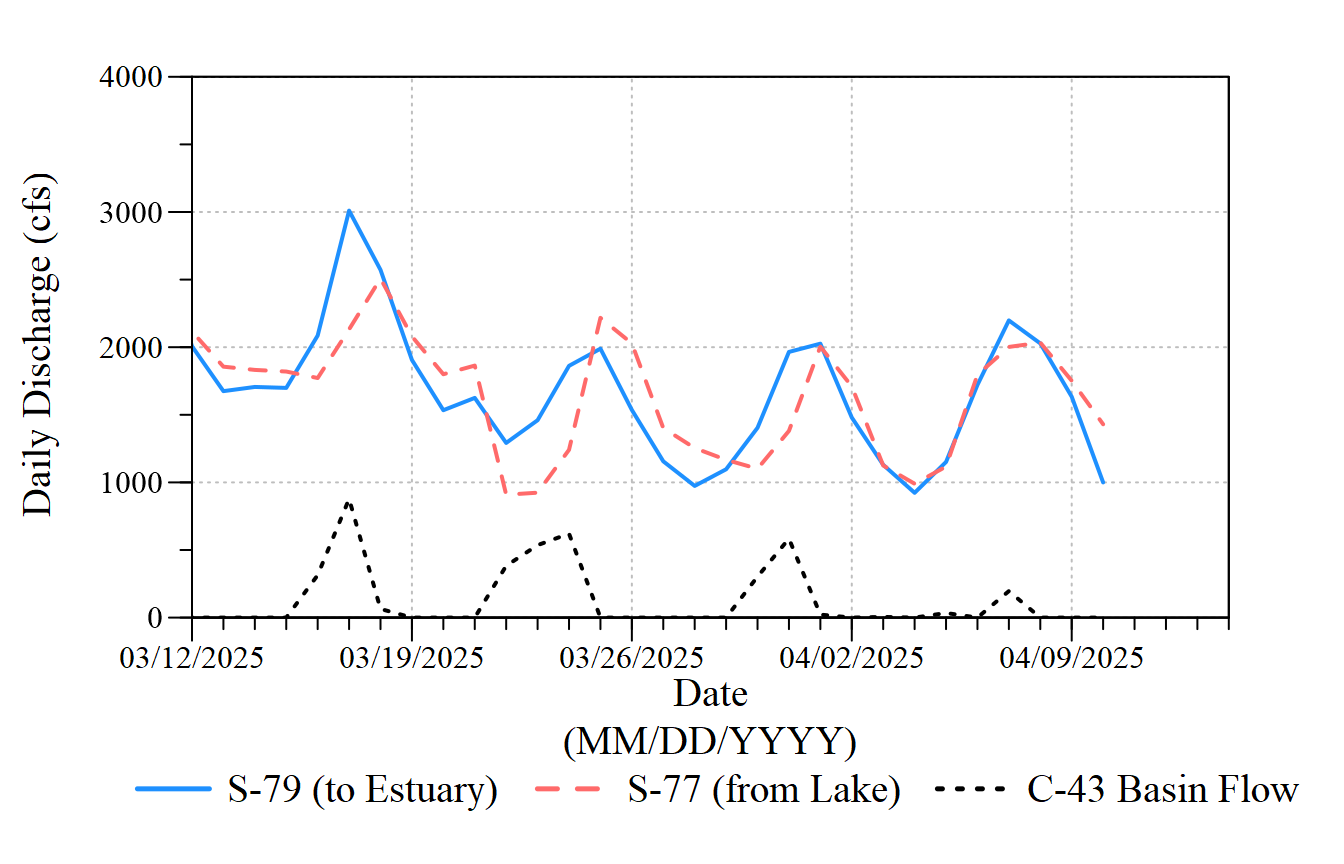 4000
3000
2000
1000
0
Daily Discharge (cfs)
03/12/2025 03/19/2025 03/26/2025 04/02/2025 04/09/2025
Date
(MM/DD/YYYY)
S-79 (to Estuary) S-77 (from Lake) C-43 Basin Flow